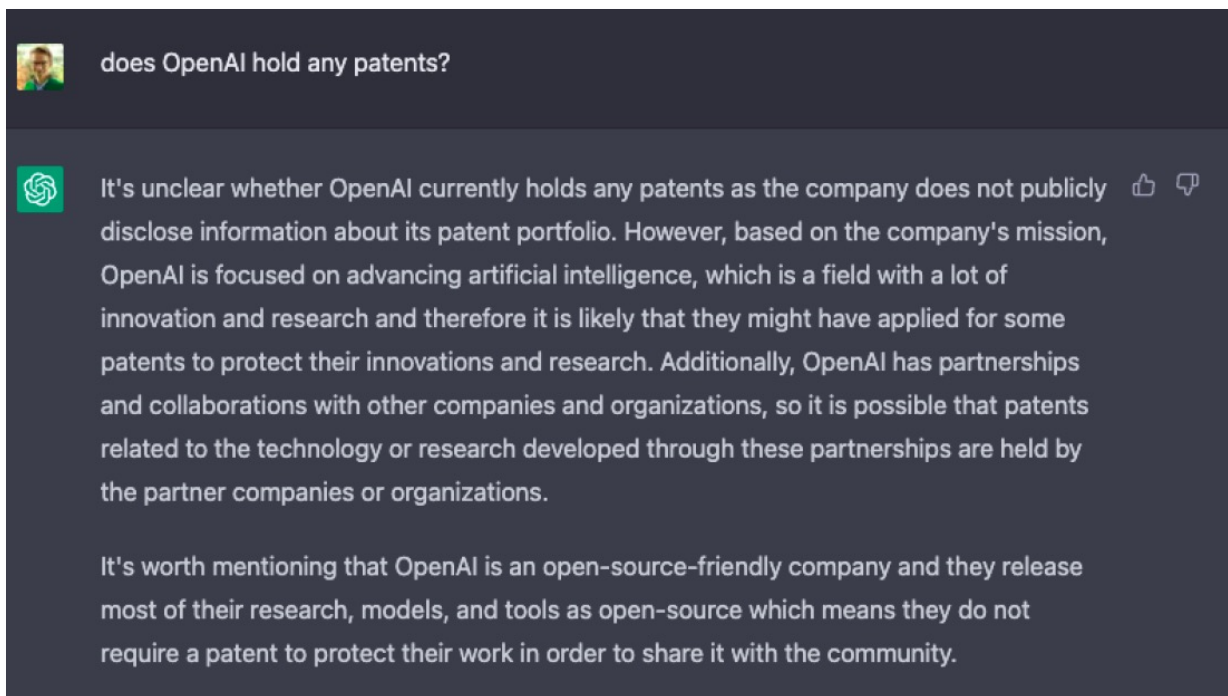 does OpenAI hold any patents?
It's unclear whether OpenAI currently holds any patents as the company does not publicly
disclose information about its patent portfolio. However, based on the company's mission,
OpenAI is focused on advancing artificial intelligence, which is a field with a lot of
innovation and research and therefore it is likely that they might have applied for some
patents to protect their innovations and research. Additionally, OpenAI has partnerships
and collaborations with other companies and organizations, so it is possible that patents
related to the technology or research developed through these partnerships are held by
the partner companies or organizations.
It's worth mentioning that OpenAI is an open-source-friendly company and they release
most of their research, models, and tools as open-source which means they do not
require a patent to protect their work in order to share it with the community.